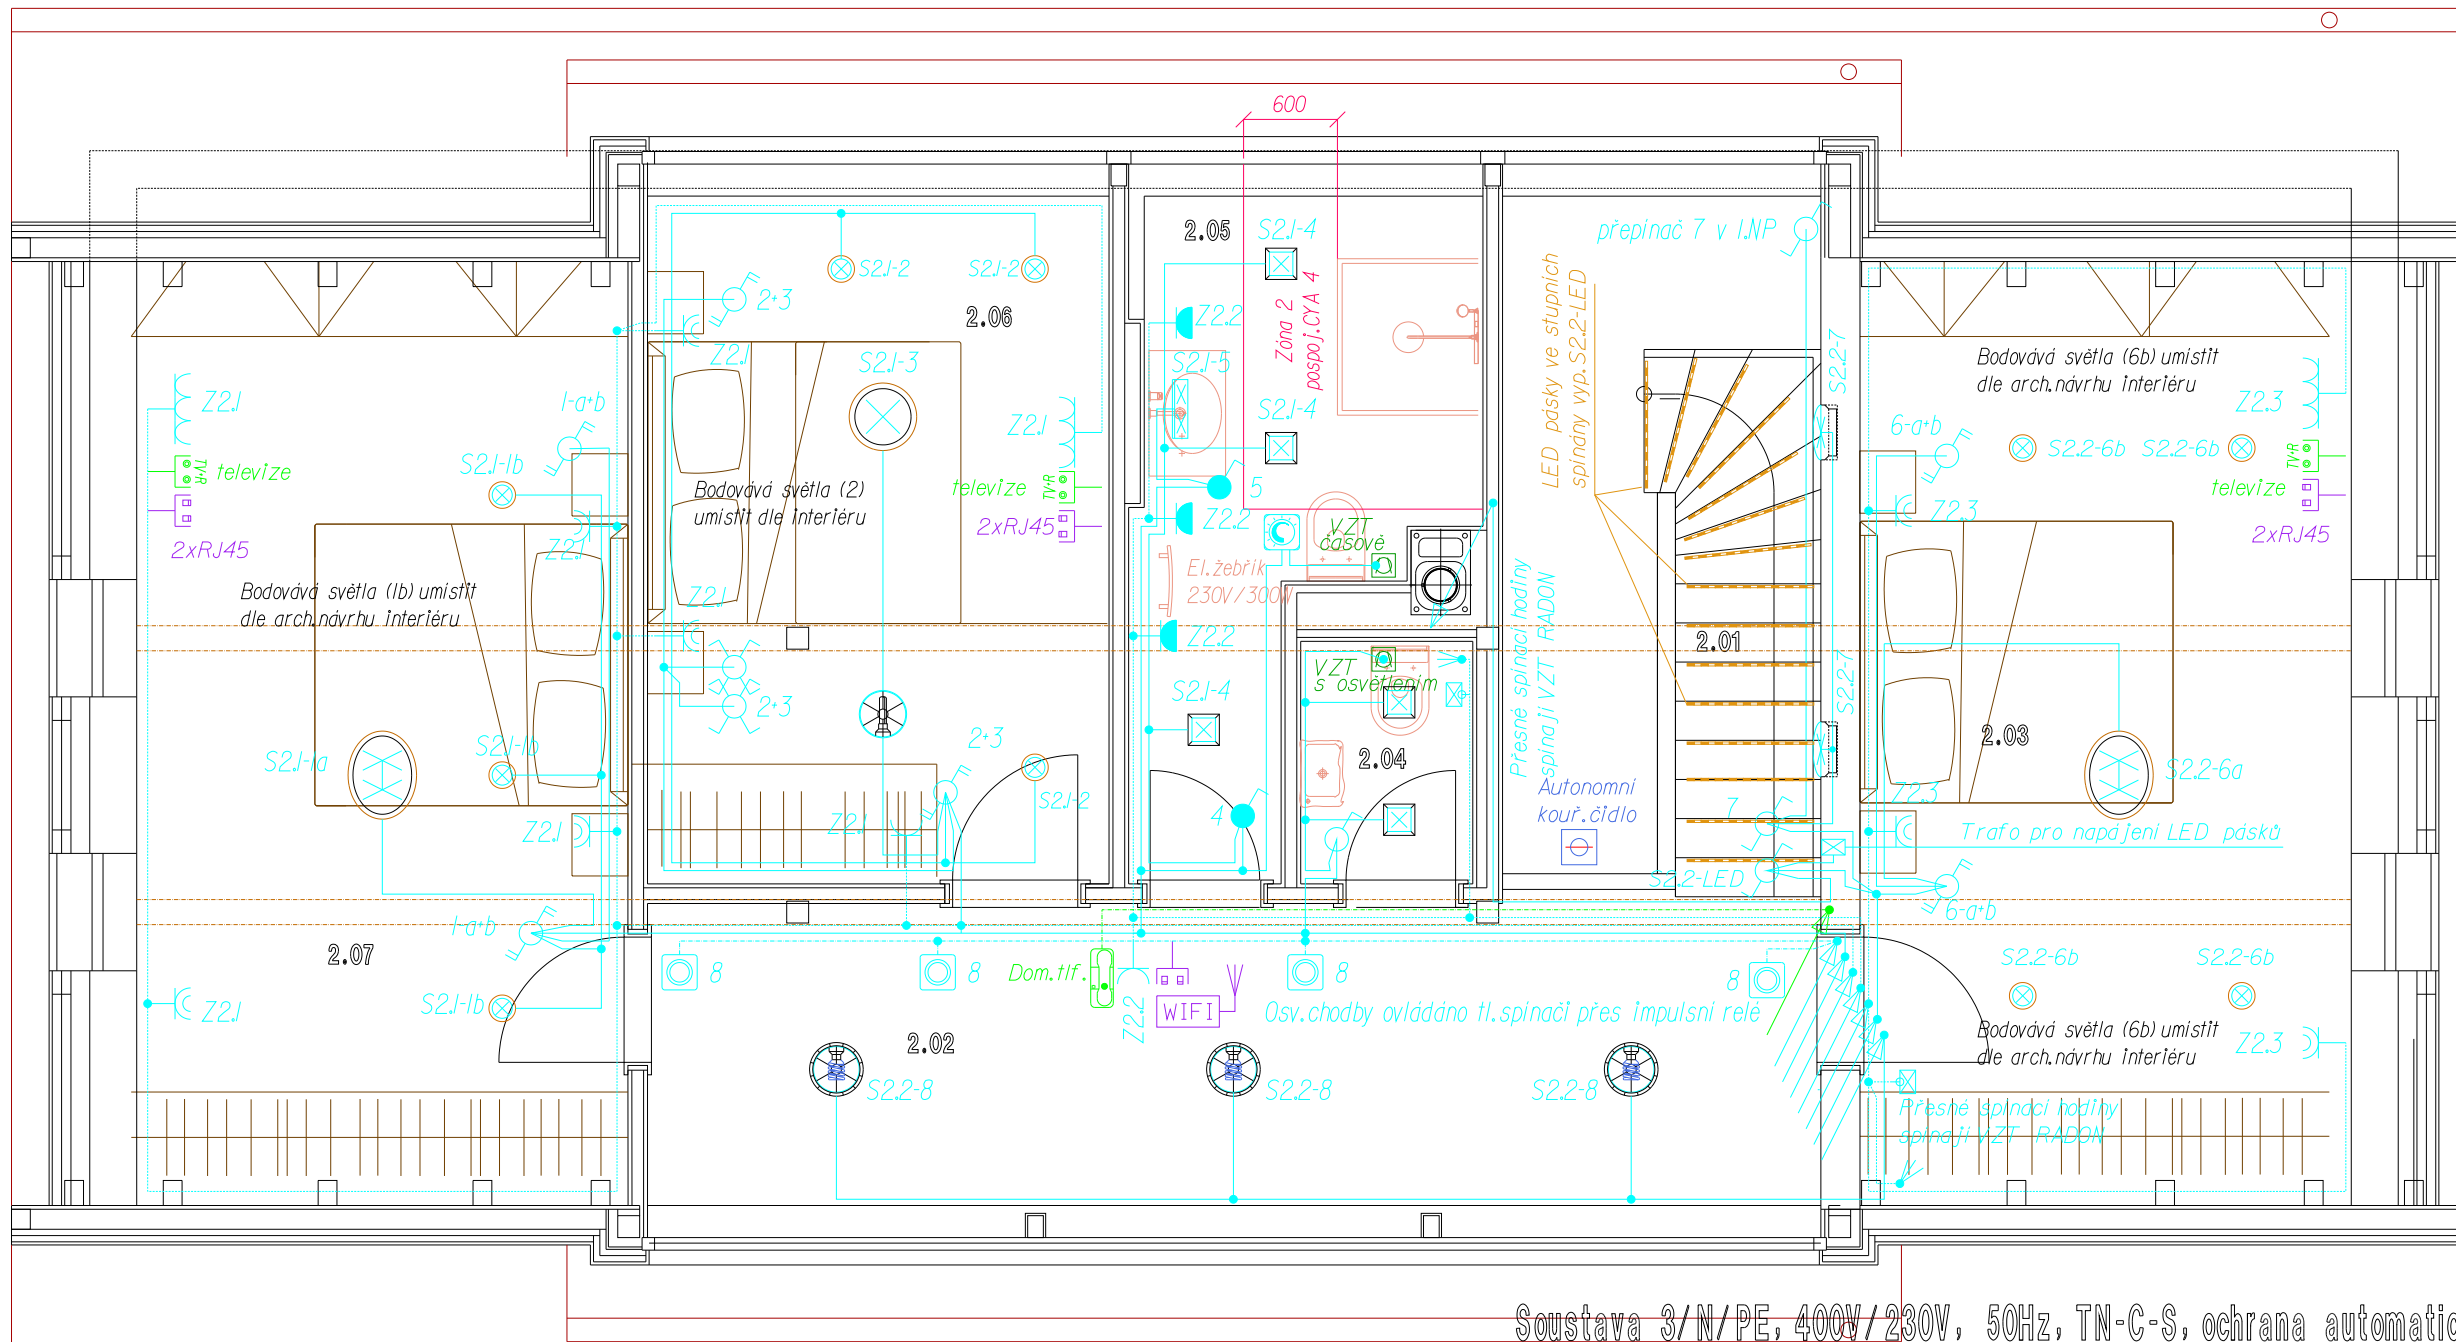 600
2.05
S2.1-4
přepínač 7 v 1.NP
S2.1-2
S2.1-2
2+3
2.06
Z2.2
Zóna 2
pospoj.CYA 4
LED pásky ve stupních
spínány vyp.S2.2-LED
S2.2-7
Bodovává světla (6b) umístit
dle arch.návrhu interiéru
Z2.1
S2.1-3
S2.1-5
Z2.1
1-a+b
Z2.1
S2.1-4
Z2.3
6-a+b
S2.2-6b
S2.2-6b
TV+R
televize
S2.1-1b
Bodovává světla (2)
umístit dle interiéru
televize
TV+R
5
TV+R
televize
2xRJ45
Z2.1
2xRJ45
Z2.2
VZT
časově
Z2.3
2xRJ45
Bodovává světla (1b) umístit
dle arch.návrhu interiéru
Z2.1
El.žebřík
230V/300W
Přesné spínací hodiny
spínají VZT RADON
Z2.2
2.01
VZT
s osvětlením
S2.2-7
S2.1-4
2+3
2+3
2.04
2.03
S2.1-1a
S2.1-1b
S2.2-6a
Autonomní
kouř.čidlo
S2.1-2
Z2.3
Z2.1
Z2.1
4
7
Trafo pro napájení LED pásků
S2.2-LED
6-a+b
1-a+b
2.07
8
8
Dom.tlf.
8
8
S2.2-6b
S2.2-6b
S2.1-1b
Z2.1
Z2.2
WIFI
Osv.chodby ovládáno tl.spínači přes impulsní relé
2.02
Bodovává světla (6b) umístit
dle arch.návrhu interiéru
Z2.3
S2.2-8
S2.2-8
S2.2-8
Přesné spínací hodiny
spínají VZT RADON
Soustava 3/N/PE, 400V/230V, 50Hz, TN-C-S, ochrana automatic